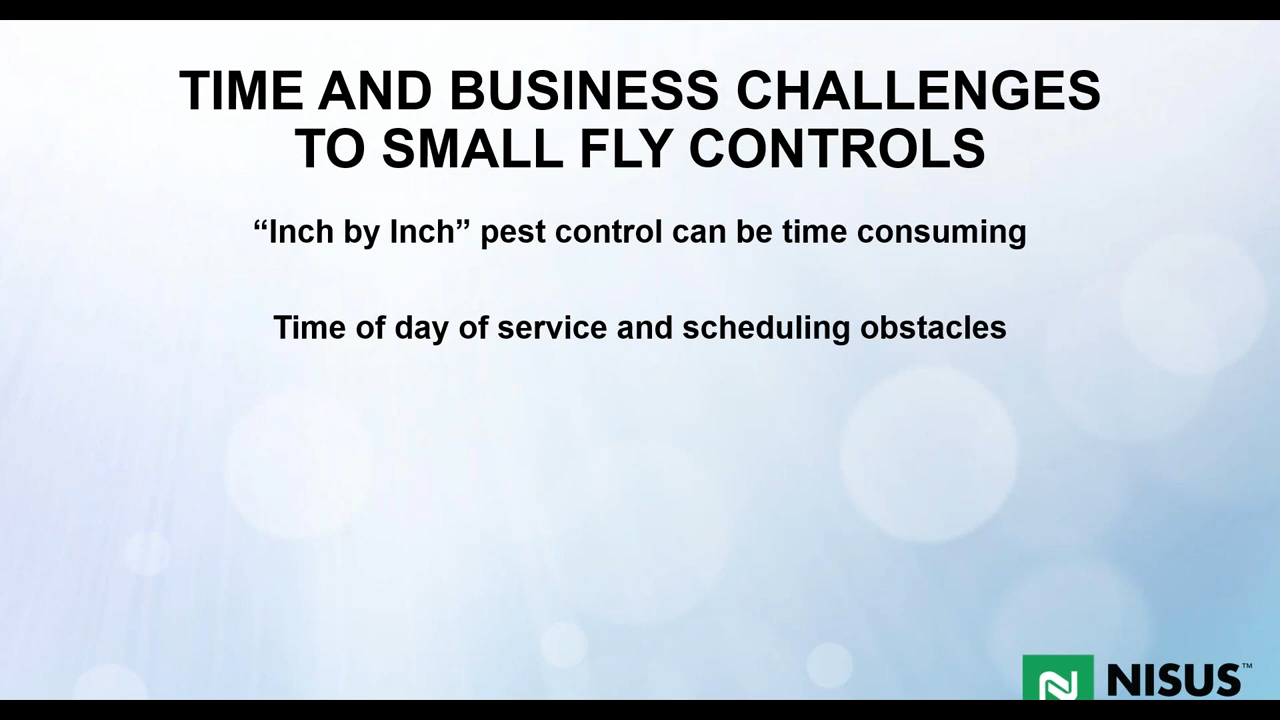 TIME AND BUSINESS CHALLENGES
TO SMALL FLY CONTROLS
“Inch by Inch” pest control can be time consuming
Time of day of service and scheduling obstacles
NISUS™